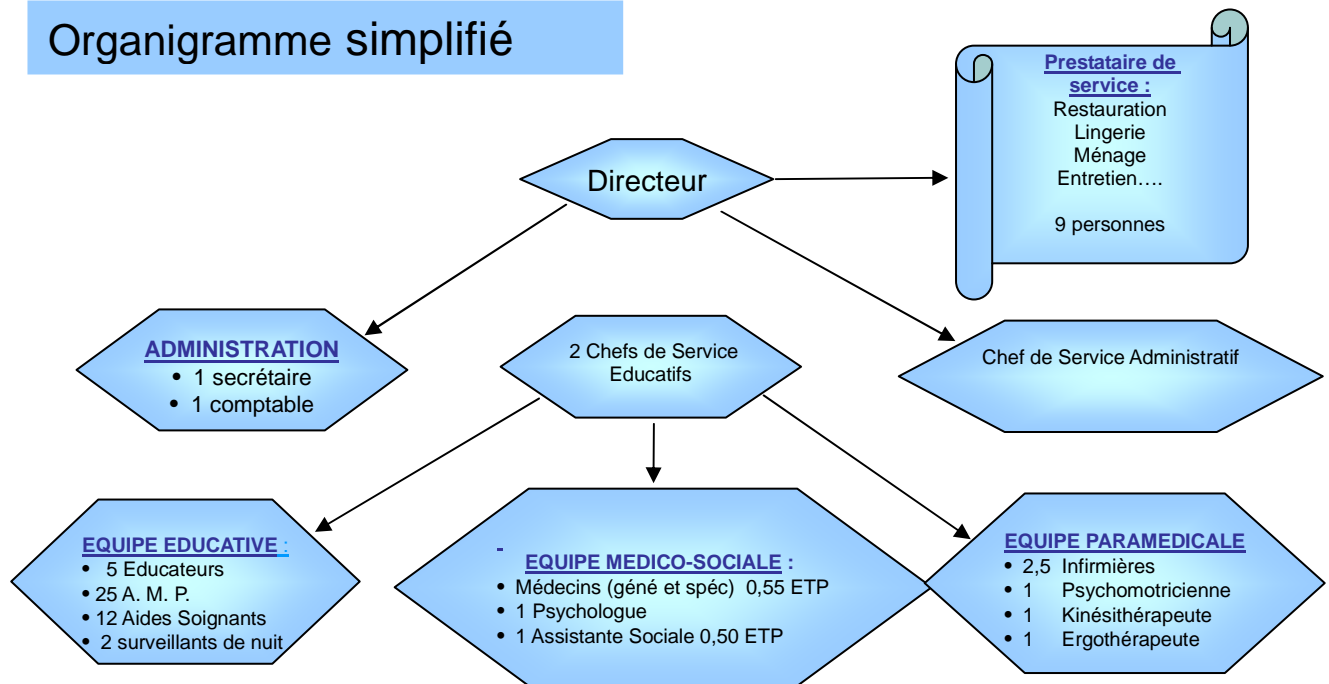 Organigramme simplifié
Prestataire de
service :
Restauration
Lingerie
Ménage
Entretien….
9 personnes
Directeur
ADMINISTRATION
• 1 secrétaire
• 1 comptable
2 Chefs de Service
Educatifs
Chef de Service Administratif
EQUIPE EDUCATIVE :
• 5 Educateurs
• 25 A. M. P.
• 12 Aides Soignants
• 2 surveillants de nuit
EQUIPE MEDICO-SOCIALE :
• Médecins (géné et spéc) 0,55 ETP
• 1 Psychologue
• 1 Assistante Sociale 0,50 ETP
EQUIPE PARAMEDICALE
• 2,5 Infirmières
• 1 Psychomotricienne
• 1 Kinésithérapeute
• 1 Ergothérapeute